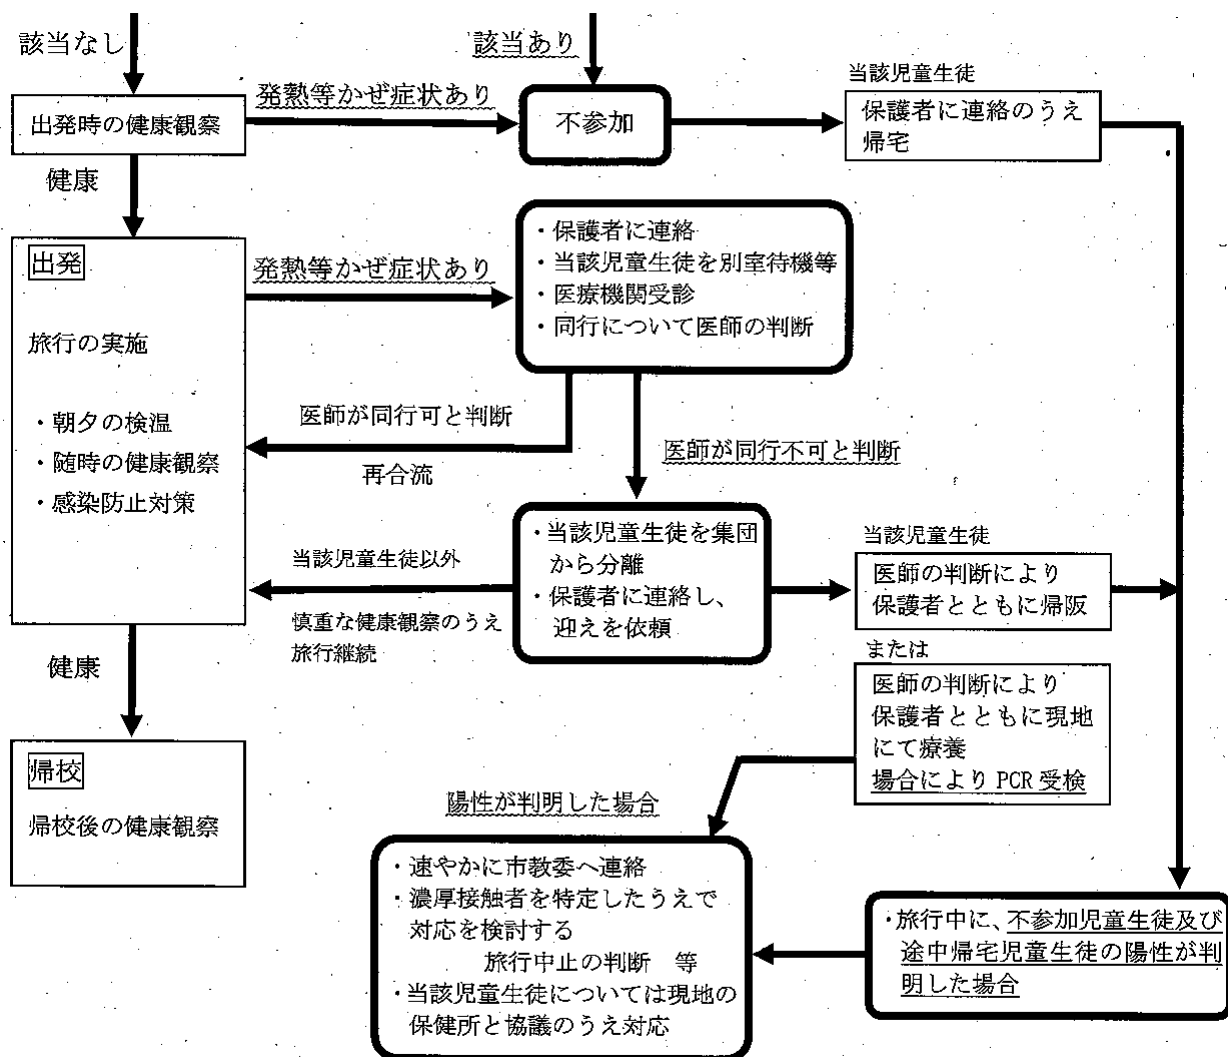 該当なし
該当あり
発熱等かぜ症状あり
当該児童生徒
出発時の健康観察
不参加
保護者に連絡のうえ
帰宅
健康
出発
旅行の実施
・朝夕の検温
・随時の健康観察
・感染防止対策
発熱等かぜ症状あり
・保護者に連絡
・当該児童生徒を別室待機等
・医療機関受診
・同行について医師の判断
医師が同行可と判断
再合流
医師が同行不可と判断
・当該児童生徒を集団
から分離
・保護者に連絡し、
迎えを依頼
当該児童生徒以外
慎重な健康観察のうえ
旅行継続
当該児童生徒
医師の判断により
保護者とともに帰阪
または
医師の判断により
保護者とともに現地
にて療養
場合により PCR 受検
健康
帰校
帰校後の健康観察
陽性が判明した場合
・速やかに市教委へ連絡
・濃厚接触者を特定したうえで
対応を検討する
旅行中止の判断 等
・当該児童生徒については現地の
保健所と協議のうえ対応
・旅行中に、不参加児童生徒及び
途中帰宅児童生徒の陽性が判
明した場合